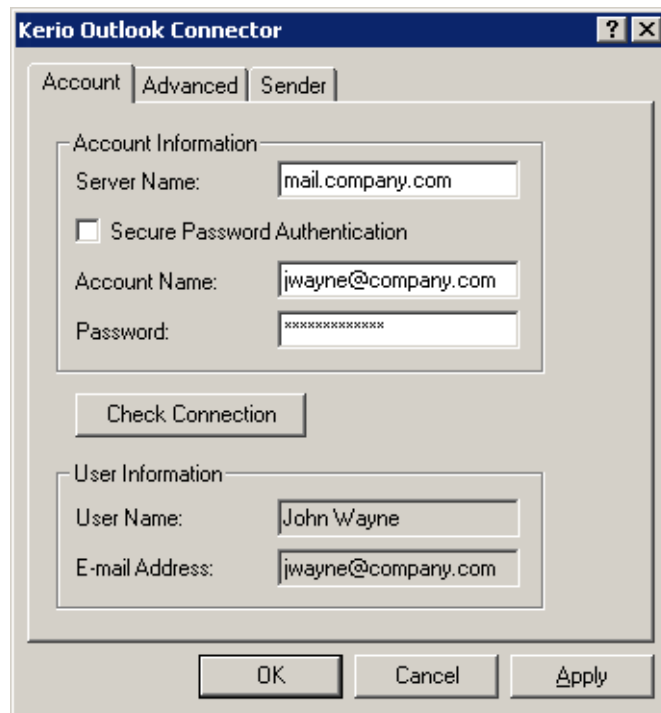 Kerio Outlook Connector
Account Advanced Sender
Account Information
Server Name: mail.company.com
Secure Password Authentication
Account Name: jwayne@company.com
Password: *************
Check Connection
User Information
User Name: John Wayne
E-mail Address: jwayne@company.com
OK Cancel Apply